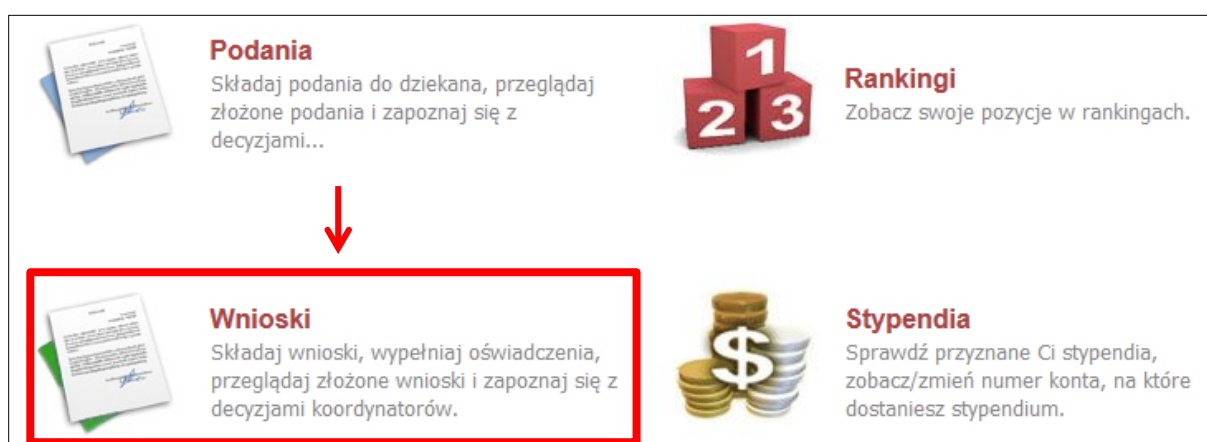 Podania
Składaj podania do dziekana, przeglądaj
złożone podania i zapoznaj się z
decyzjami...
1
2 3
Rankingi
Zobacz swoje pozycje w rankingach.
Wnioski
Składaj wnioski, wypełniaj oświadczenia,
przeglądaj złożone wnioski i zapoznaj się z
decyzjami koordynatorów.
$
Stypendia
Sprawdź przyznane Ci stypendia,
zobacz/zmień numer konta, na które
dostaniesz stypendium.